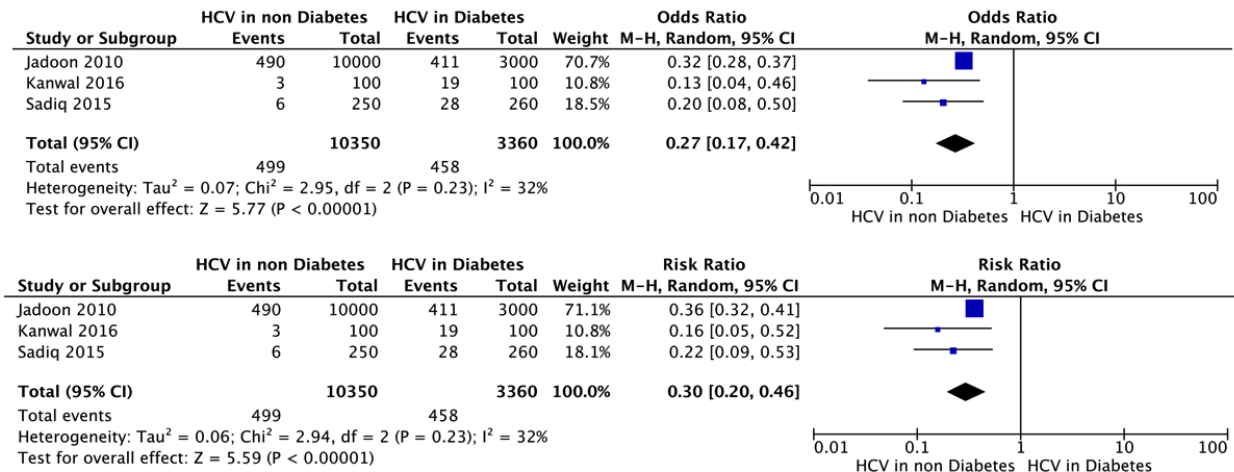 HCV in non Diabetes HCV in Diabetes Odds Ratio Odds Ratio
Study or Subgroup Events Total Events Total Weight M-H, Random, 95% CI M-H, Random, 95% CI
Jadoon 2010 490 10000 411 3000 70.7% 0.32 [0.28, 0.37]
Kanwal 2016 3 100 19 100 10.8% 0.13 [0.04, 0.46]
Sadiq 2015 6 250 28 260 18.5% 0.20 [0.08, 0.50]
Total (95% CI) 10350 3360 100.0% 0.27 [0.17, 0.42]
Total events 499 458
Heterogeneity: Tau² = 0.07; Chi² = 2.95, df = 2 (P = 0.23); I² = 32%
Test for overall effect: Z = 5.77 (P < 0.00001)
0.01 0.1 1 10 100
HCV in non Diabetes HCV in Diabetes
HCV in non Diabetes HCV in Diabetes Risk Ratio Risk Ratio
Study or Subgroup Events Total Events Total Weight M-H, Random, 95% CI M-H, Random, 95% CI
Jadoon 2010 490 10000 411 3000 71.1% 0.36 [0.32, 0.41]
Kanwal 2016 3 100 19 100 10.8% 0.16 [0.05, 0.52]
Sadiq 2015 6 250 28 260 18.1% 0.22 [0.09, 0.53]
Total (95% CI) 10350 3360 100.0% 0.30 [0.20, 0.46]
Total events 499 458
Heterogeneity: Tau² = 0.06; Chi² = 2.94, df = 2 (P = 0.23); I² = 32%
Test for overall effect: Z = 5.59 (P < 0.00001)
0.01 0.1 1 10 100
HCV in non Diabetes HCV in Diabetes